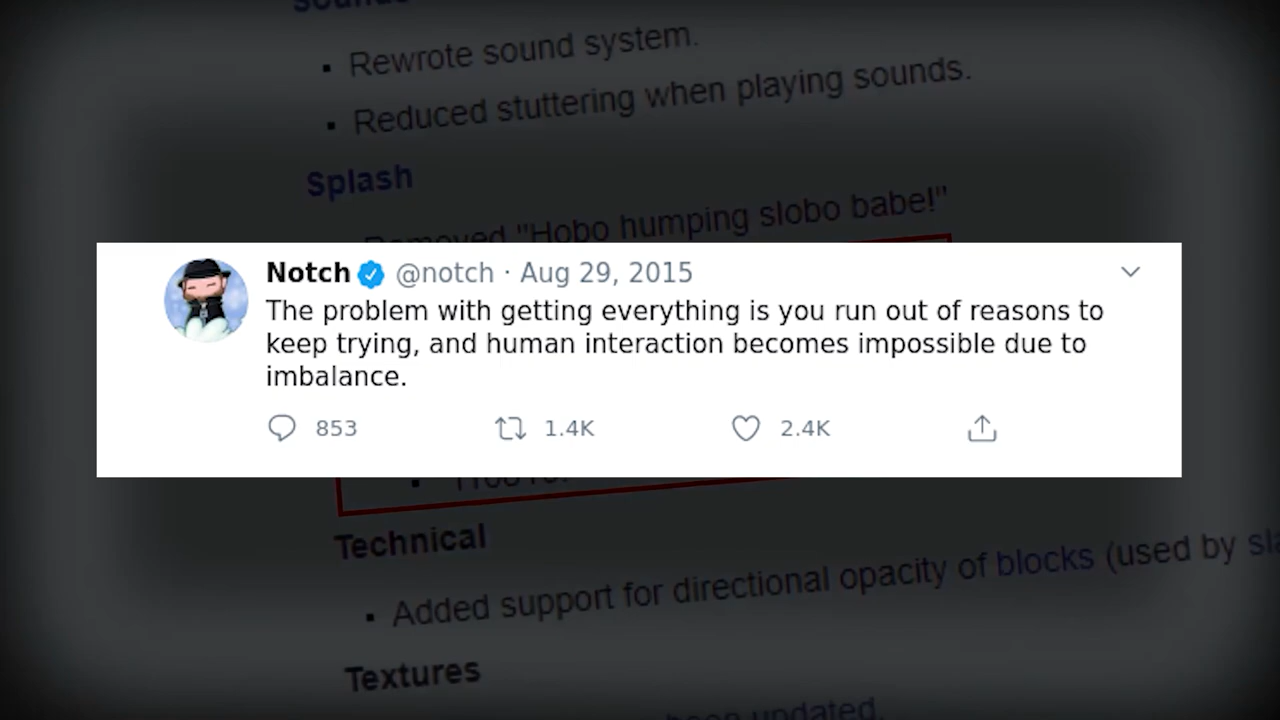 Sounds
▪ Rewrote sound system.
▪ Reduced stuttering when playing sounds.
Splash
Removed "Hobo humping slobo babe!"
Notch @notch · Aug 29, 2015
The problem with getting everything is you run out of reasons to
keep trying, and human interaction becomes impossible due to
imbalance.
853 1.4K 2.4K
Technical
▪ Added support for directional opacity of blocks (used by
Textures
been updated.